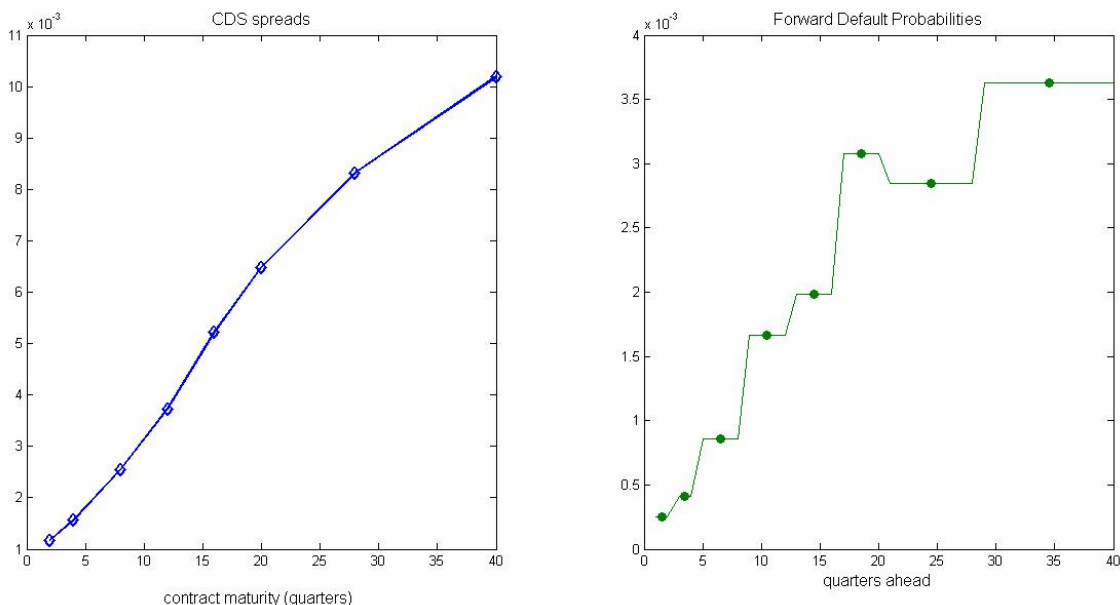 CDS spreads
x 10⁻³
11
10
9
8
7
6
5
4
3
2
1
0 5 10 15 20 25 30 35 40
contract maturity (quarters)
Forward Default Probabilities
x 10⁻³
4
3.5
3
2.5
2
1.5
1
0.5
0
0 5 10 15 20 25 30 35 40
quarters ahead